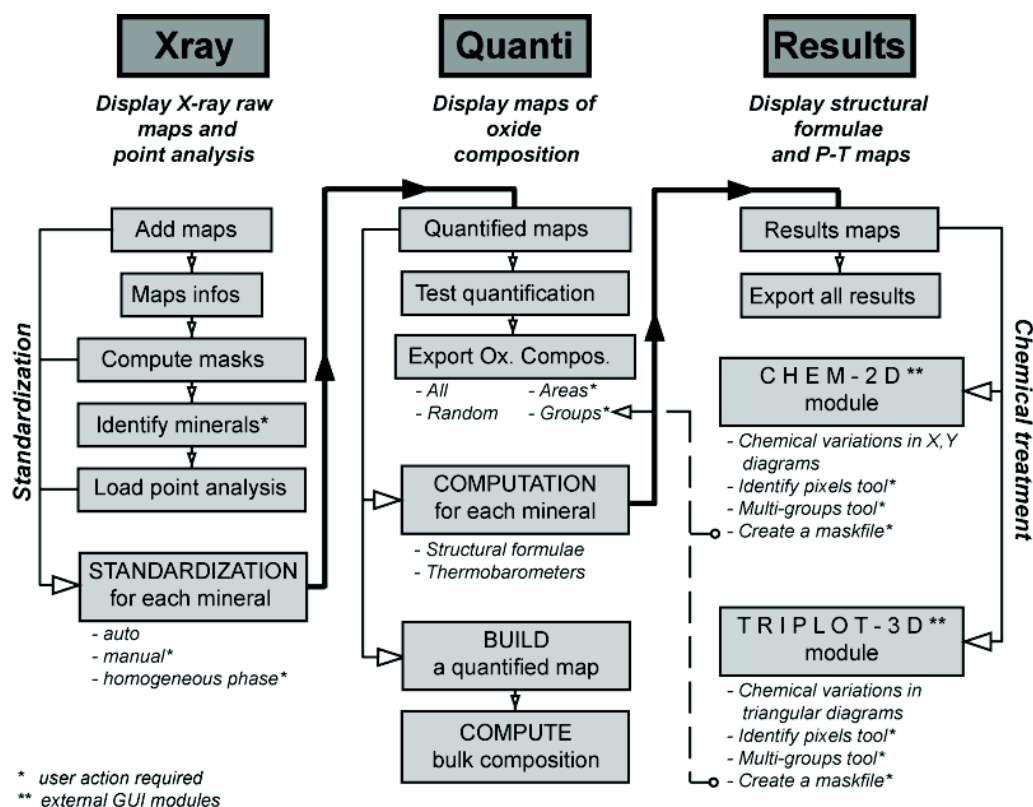 Xray
Display X-ray raw
maps and
point analysis
Standardization
Add maps
Maps infos
Compute masks
Identify minerals*
Load point analysis
STANDARDIZATION
for each mineral
- auto
- manual*
- homogeneous phase*
* user action required
** external GUI modules
Quanti
Display maps of
oxide
composition
Quantified maps
Test quantification
Export Ox. Compos.
- All - Areas*
- Random - Groups*
COMPUTATION
for each mineral
- Structural formulae
- Thermobarometers
BUILD
a quantified map
COMPUTE
bulk composition
Results
Display structural
formulae
and P-T maps
Results maps
Export all results
Chemical treatment
CHEM-2D**
module
- Chemical variations in X,Y
diagrams
- Identify pixels tool*
- Multi-groups tool*
- Create a maskfile*
TRIPLOT-3D**
module
- Chemical variations in
triangular diagrams
- Identify pixels tool*
- Multi-groups tool*
- Create a maskfile*